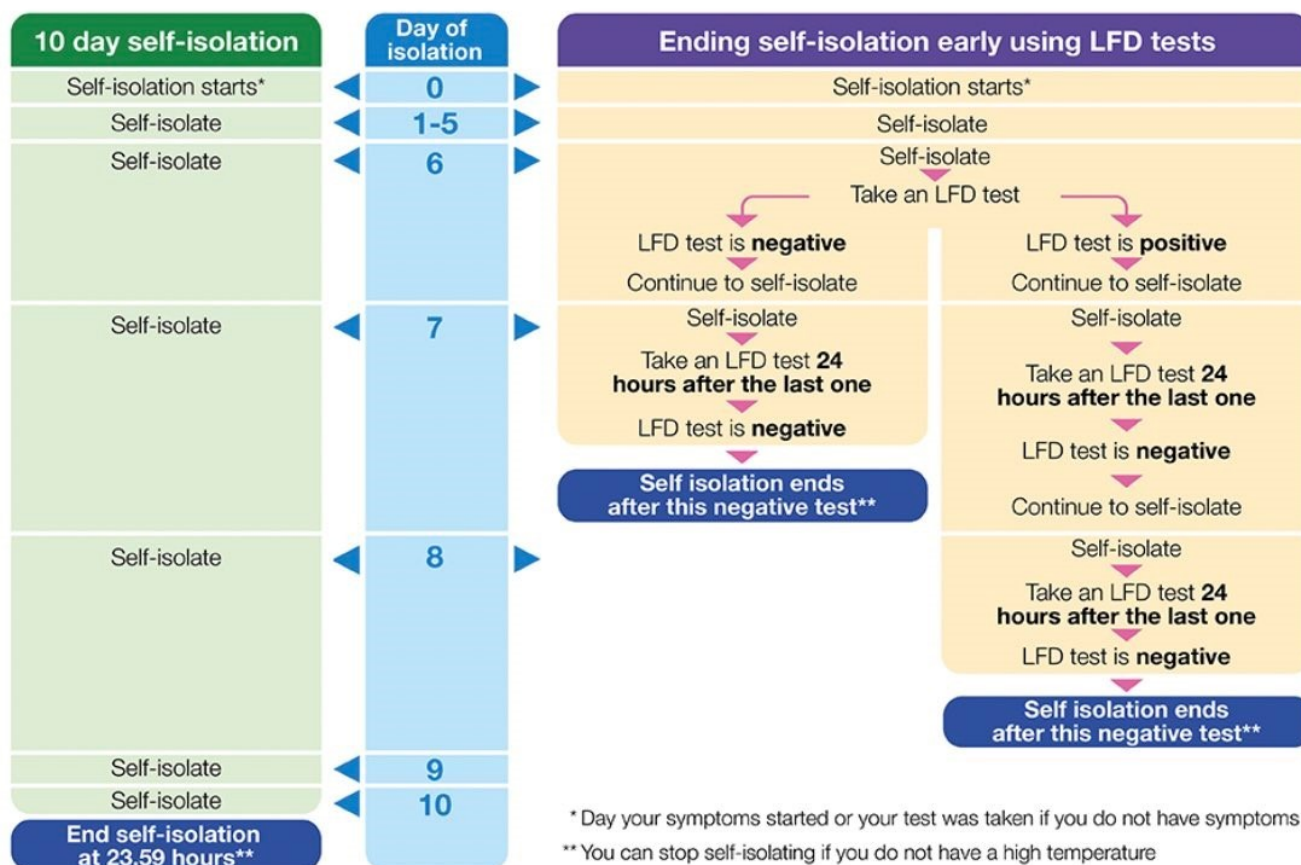 10 day self-isolation
Day of
isolation
Ending self-isolation early using LFD tests
Self-isolation starts*
0
Self-isolation starts*
Self-isolate
1-5
Self-isolate
Self-isolate
6
Self-isolate
Take an LFD test
LFD test is negative
LFD test is positive
Continue to self-isolate
Continue to self-isolate
Self-isolate
7
Self-isolate
Self-isolate
Take an LFD test 24
hours after the last one
Take an LFD test 24
hours after the last one
LFD test is negative
LFD test is negative
Self isolation ends
after this negative test**
Continue to self-isolate
Self-isolate
8
Self-isolate
Take an LFD test 24
hours after the last one
LFD test is negative
Self isolation ends
after this negative test**
Self-isolate
9
Self-isolate
10
End self-isolation
at 23.59 hours**
* Day your symptoms started or your test was taken if you do not have symptoms
** You can stop self-isolating if you do not have a high temperature